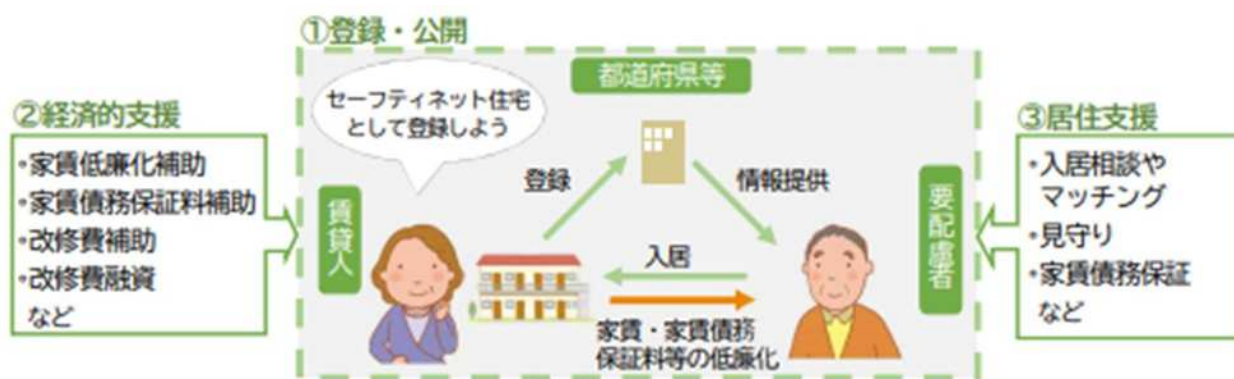 ①登録・公開
都道府県等
セーフティネット住宅
として登録しよう
②経済的支援
•家賃低廉化補助
•家賃債務保証料補助
•改修費補助
•改修費融資
など
賃貸人
登録
情報提供
入居
家賃・家賃債務
保証料等の低廉化
要配慮者
③居住支援
•入居相談や
マッチング
•見守り
•家賃債務保証
など